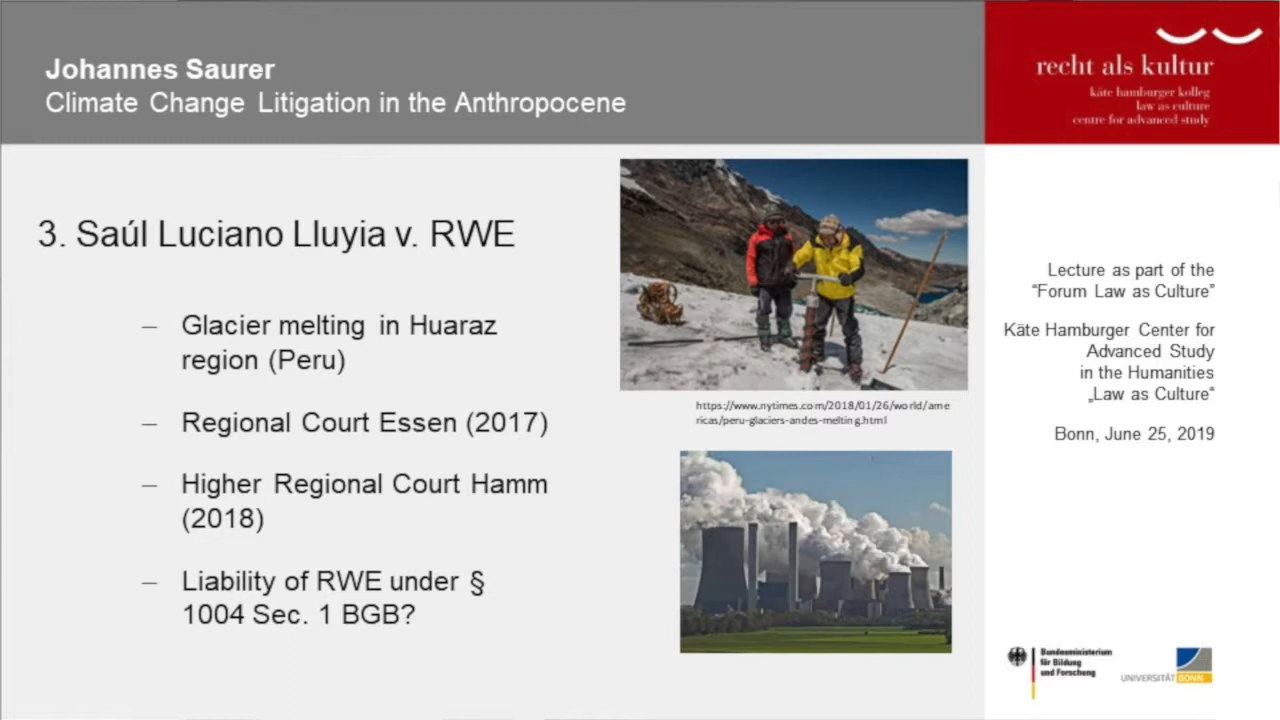 Johannes Saurer
Climate Change Litigation in the Anthropocene
recht als kultur
käte hamburger kolleg
law as culture
centre for advanced study
3. Saúl Luciano Lluyia v. RWE
– Glacier melting in Huaraz
region (Peru)
– Regional Court Essen (2017)
– Higher Regional Court Hamm
(2018)
– Liability of RWE under §
1004 Sec. 1 BGB?
https://www.nytimes.com/2018/01/26/world/ame
ricas/peru-glaciers-andes-melting.html
Lecture as part of the
“Forum Law as Culture”
Käte Hamburger Center for
Advanced Study
in the Humanities
„Law as Culture“
Bonn, June 25, 2019
Bundesministerium
für Bildung
und Forschung
UNIVERSITÄT BONN